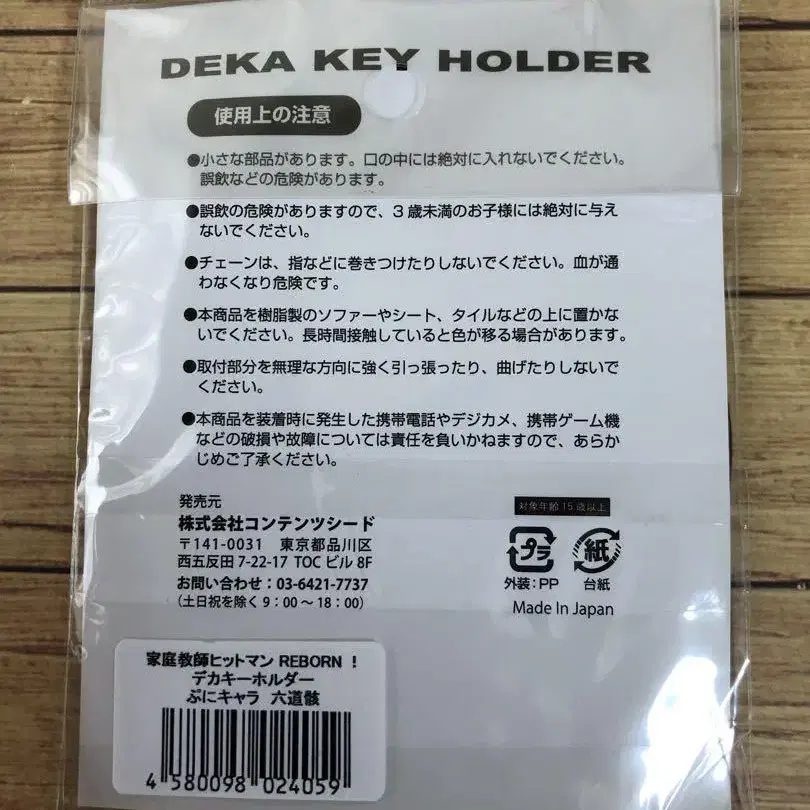 DEKA KEY HOLDER
使用上の注意
●小さな部品があります。口の中には絶対に入れないでください。
誤飲などの危険があります。
●誤飲の危険がありますので、3歳未満のお子様には絶対に与え
ないでください。
●チェーンは、指などに巻きつけたりしないでください。血が通
わなくなり危険です。
●本商品を樹脂製のソファーやシート、タイルなどの上に置かな
いでください。長時間接触していると色が移る場合があります。
●取付部分を無理な方向に強く引っ張ったり、曲げたりしないで
ください。
●本商品を装着時に発生した携帯電話やデジカメ、携帯ゲーム機
などの破損や故障については責任を負いかねますので、あらか
じめご了承ください。
発売元
株式会社コンテンツシード
〒141-0031 東京都品川区
西五反田 7-22-17 TOC ビル 8F
お問い合わせ:03-6421-7737
(土日祝を除く 9:00～18:00)
対象年齢15歳以上
プラ 紙
外装:PP 台紙
Made In Japan
家庭教師ヒットマン REBORN !
デカキーホルダー
ぷにキャラ 六道骸
4 580098 024059